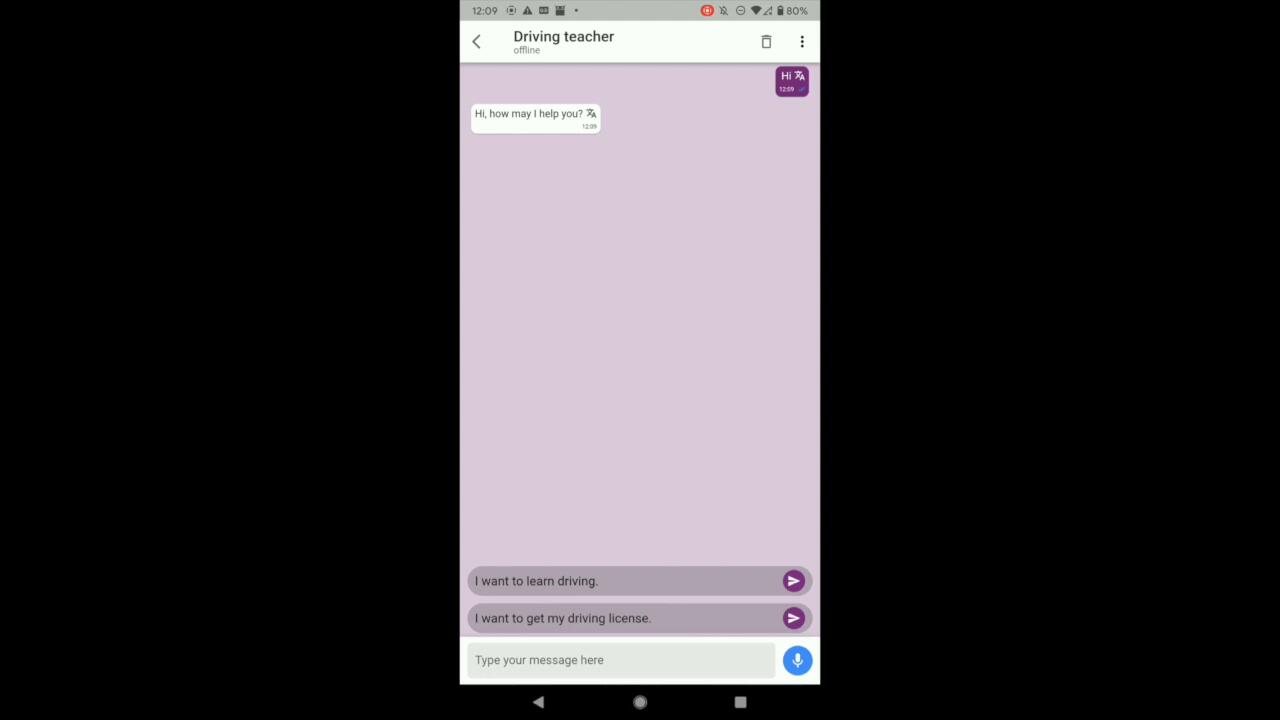 12:09
80%
Driving teacher
offline
Hi
12:09
Hi, how may I help you?
12:09
I want to learn driving.
I want to get my driving license.
Type your message here